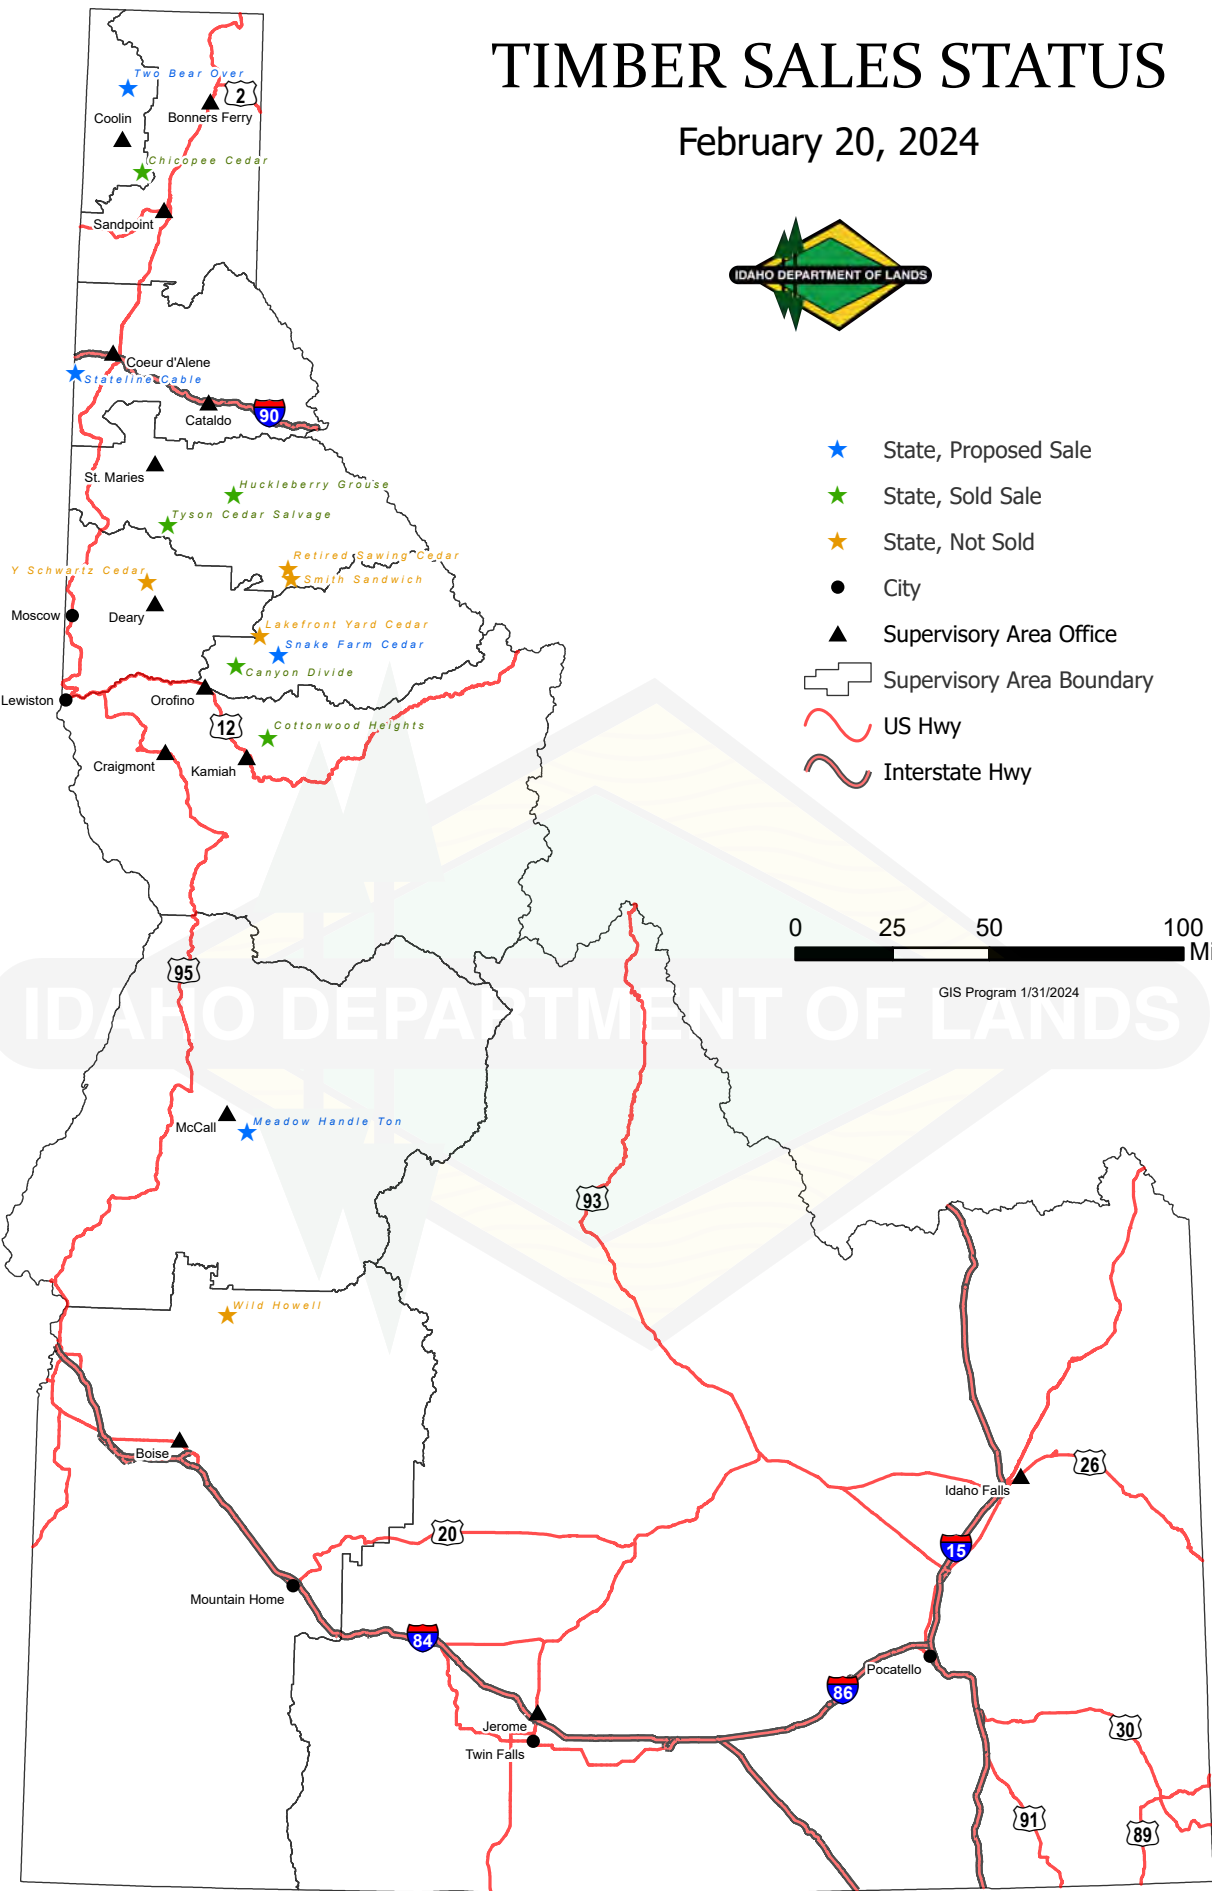 TIMBER SALES STATUS
February 20, 2024
IDAHO DEPARTMENT OF LANDS
Two Bear Over
2
Coolin
Bonners Ferry
Chicopee Cedar
Sandpoint
Coeur d'Alene
Stateline Cable
Cataldo
90
St. Maries
Huckleberry Grouse
Tyson Cedar Salvage
Retired Sawing Cedar
Y Schwartz Cedar
Smith Sandwich
Moscow
Deary
Lakefront Yard Cedar
Snake Farm Cedar
Canyon Divide
Lewiston
Orofino
12
Cottonwood Heights
Craigmont
Kamiah
State, Proposed Sale
State, Sold Sale
State, Not Sold
City
Supervisory Area Office
Supervisory Area Boundary
US Hwy
Interstate Hwy
0 25 50 100
Mi
GIS Program 1/31/2024
95
IDAHO DEPARTMENT OF LANDS
McCall
Meadow Handle Ton
93
Wild Howell
Boise
26
Idaho Falls
20
15
Mountain Home
84
Pocatello
86
Jerome
Twin Falls
30
91
89